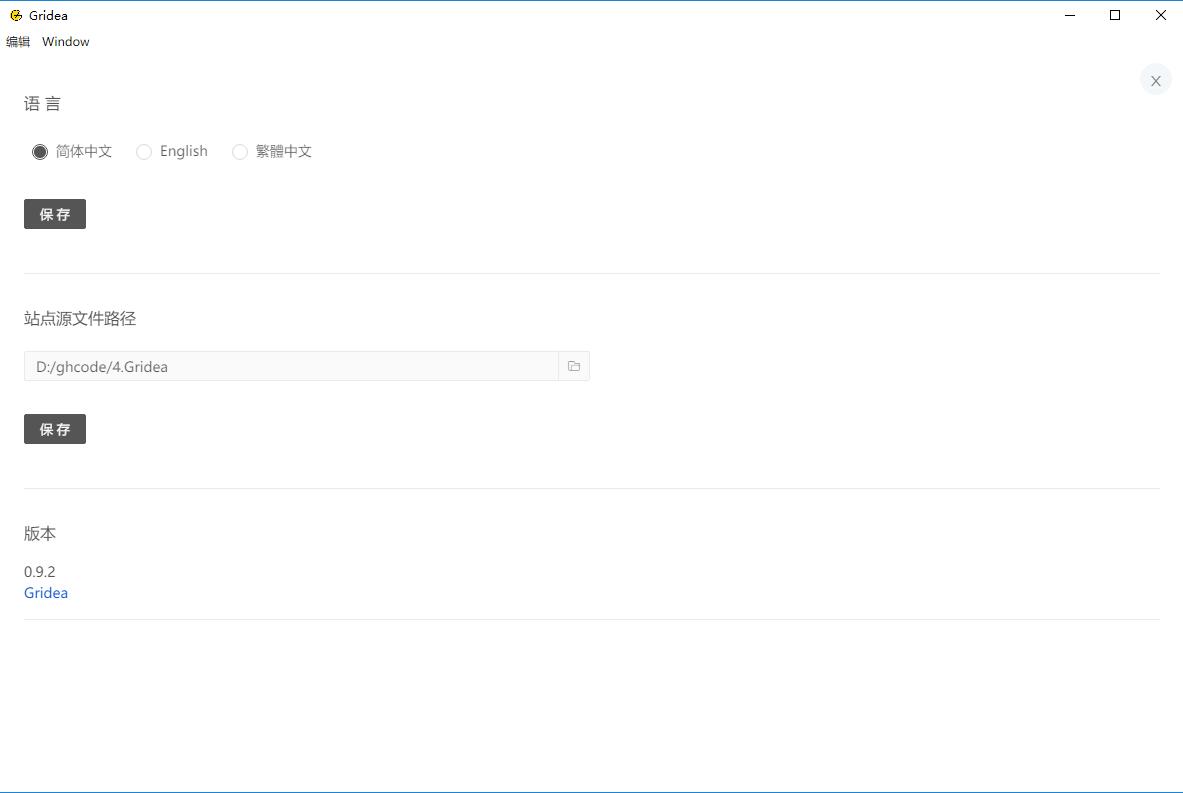 Gridea
编辑 Window
X
语 言
简体中文 English 繁體中文
保 存
站点源文件路径
D:/ghcode/4.Gridea
保 存
版本
0.9.2
Gridea